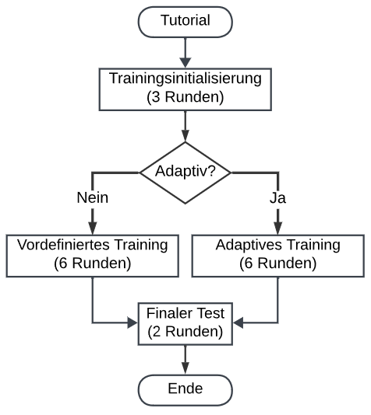 Tutorial
Trainingsinitialisierung
(3 Runden)
Adaptiv?
Nein
Ja
Vordefiniertes Training
(6 Runden)
Adaptives Training
(6 Runden)
Finaler Test
(2 Runden)
Ende